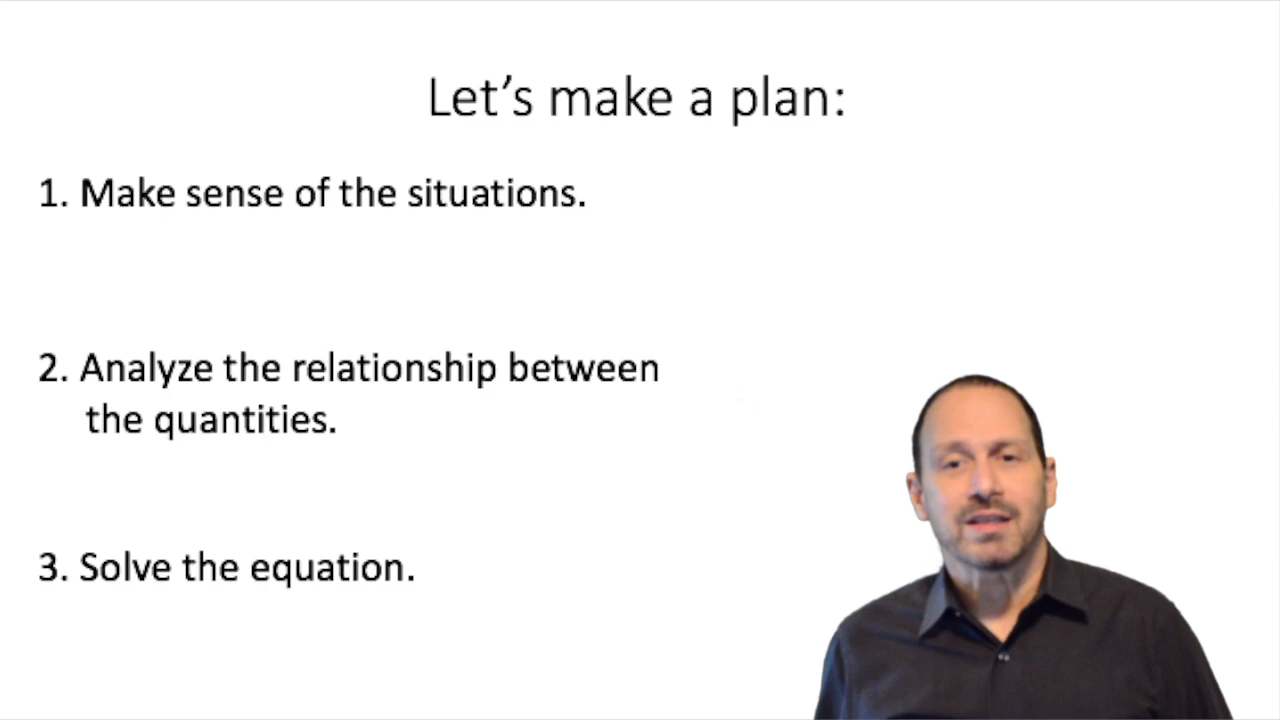 Let’s make a plan:
1. Make sense of the situations.
2. Analyze the relationship between
the quantities.
3. Solve the equation.